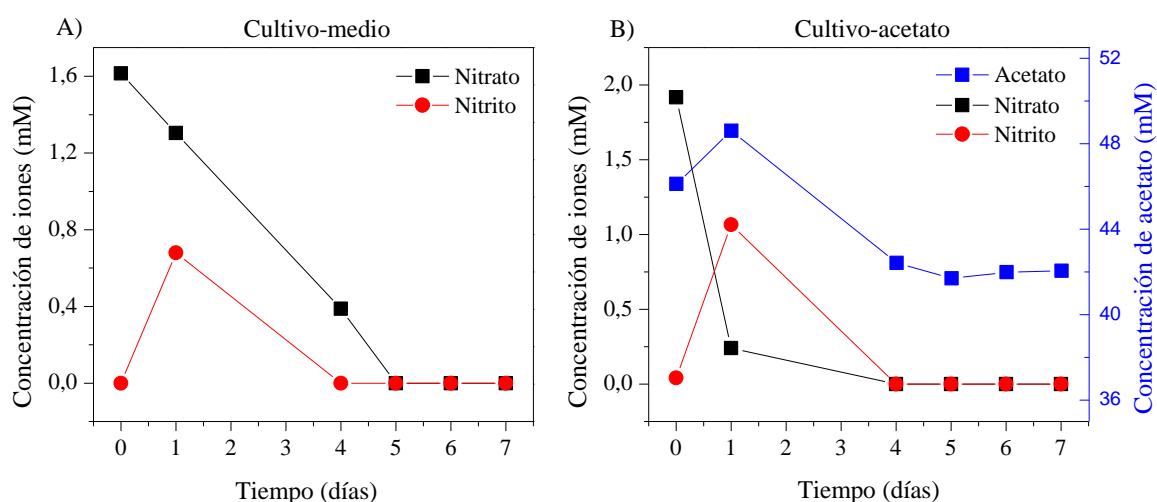 A)
Cultivo-medio
Concentración de iones (mM)
1,6
1,2
0,8
0,4
0,0
Nitrato
Nitrito
0 1 2 3 4 5 6 7
Tiempo (días)
B)
Cultivo-acetato
Concentración de iones (mM)
2,0
1,5
1,0
0,5
0,0
Acetato
Nitrato
Nitrito
52
48
44
40
36
Concentración de acetato (mM)
0 1 2 3 4 5 6 7
Tiempo (días)